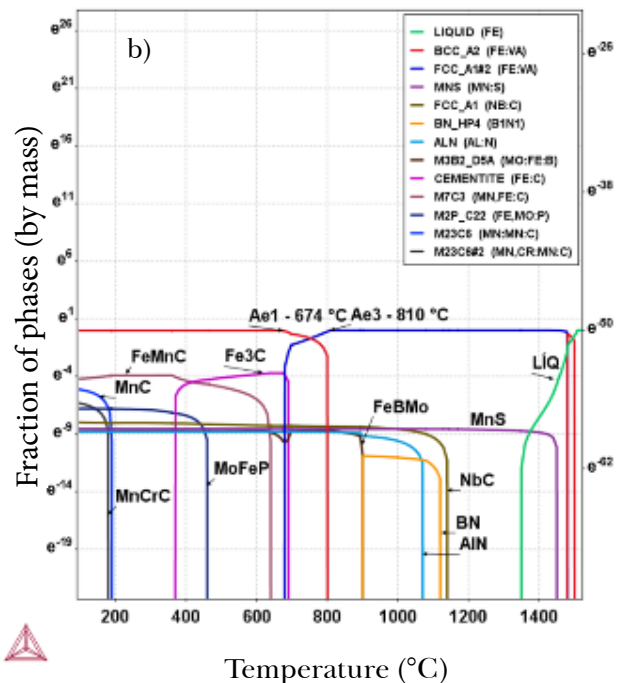 b)
LIQUID (FE)
BCC_A2 (FE:VA)
FCC_A1#2 (FE:VA)
MNS (MN:S)
FCC_A1 (NB:C)
BN_HP4 (B1N1)
ALN (AL:N)
M3B2_D5A (MO:FE:B)
CEMENTITE (FE:C)
M7C3 (MN,FE:C)
M2P_C22 (FE,MO:P)
M23C6 (MN:MN:C)
M23C6#2 (MN,CR:MN:C)
e26
e21
e16
e11
e6
e1
e-4
e-9
e-14
e-19
e-26
e-38
e-50
e-62
Fraction of phases (by mass)
Ae1 - 674 °C
Ae3 - 810 °C
FeMnC
Fe3C
LİQ
MnC
FeBMo
MnS
MoFeP
NbC
MnCrC
BN
AlN
200 400 600 800 1000 1200 1400
Temperature (°C)